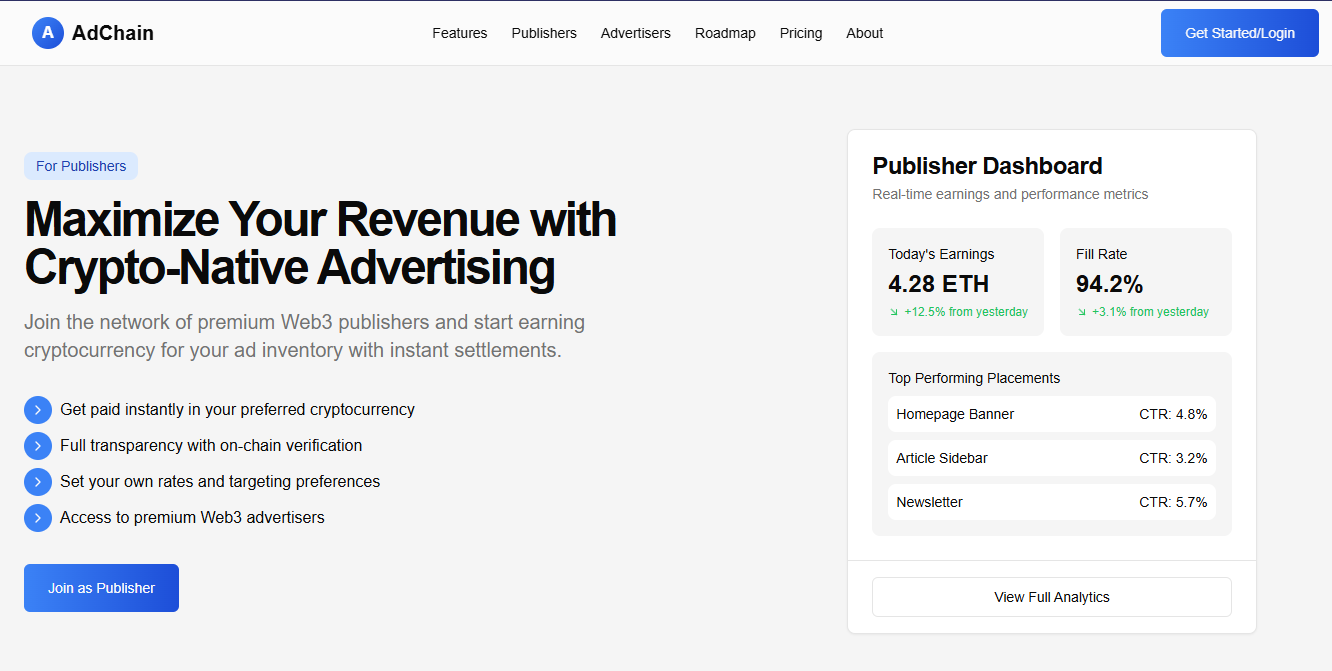 A AdChain
Features Publishers Advertisers Roadmap Pricing About
Get Started/Login
For Publishers
Maximize Your Revenue with
Crypto-Native Advertising
Join the network of premium Web3 publishers and start earning
cryptocurrency for your ad inventory with instant settlements.
Get paid instantly in your preferred cryptocurrency
Full transparency with on-chain verification
Set your own rates and targeting preferences
Access to premium Web3 advertisers
Join as Publisher
Publisher Dashboard
Real-time earnings and performance metrics
Today's Earnings
4.28 ETH
+12.5% from yesterday
Fill Rate
94.2%
+3.1% from yesterday
Top Performing Placements
Homepage Banner CTR: 4.8%
Article Sidebar CTR: 3.2%
Newsletter CTR: 5.7%
View Full Analytics